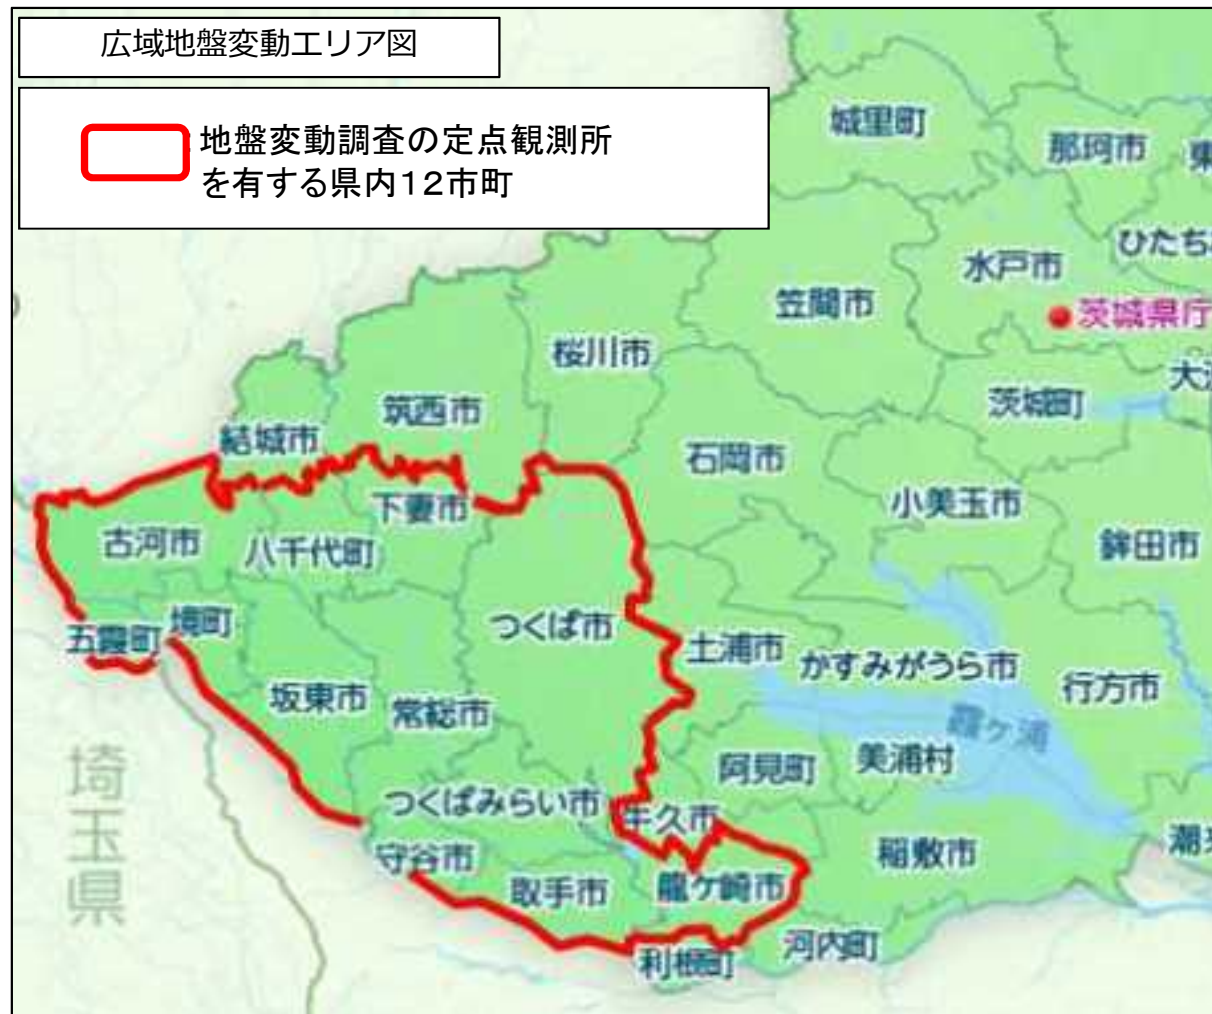 広域地盤変動エリア図
地盤変動調査の定点観測所
を有する県内12市町
城里町
那珂市
東
ひたち
水戸市
茨城県庁
笠間市
桜川市
大洗
茨城町
筑西市
結城市
石岡市
小美玉市
下妻市
古河市
八千代町
鉾田市
つくば市
五霞町
境町
土浦市
かすみがうら市
行方市
坂東市
常総市
霞ヶ浦
阿見町
美浦村
埼玉県
つくばみらい市
牛久市
潮来
稲敷市
守谷市
取手市
龍ケ崎市
河内町
利根町